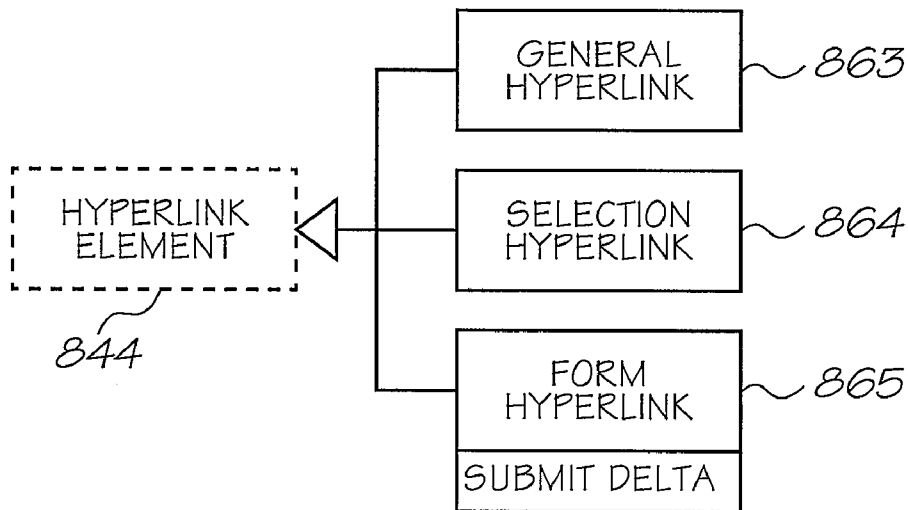 GENERAL
HYPERLINK
863
HYPERLINK
ELEMENT
844
SELECTION
HYPERLINK
864
FORM
HYPERLINK
865
SUBMIT DELTA